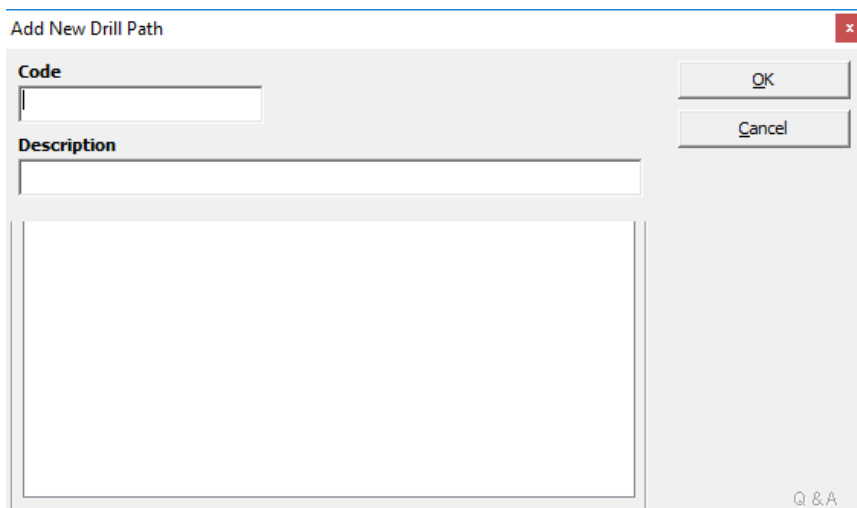 Add New Drill Path
x
Code
OK
Description
Cancel
Q & A